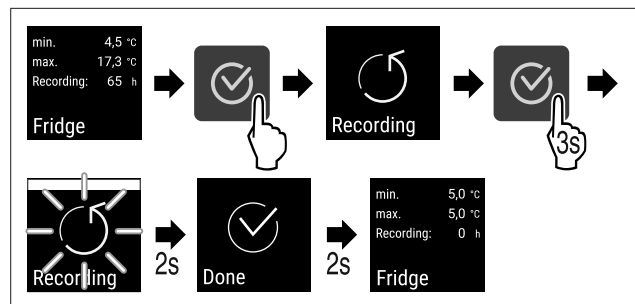 min. 4,5 °C
max. 17,3 °C
Recording: 65 h
Fridge
Recording
3s
Recording
2s
Done
2s
min. 5,0 °C
max. 5,0 °C
Recording: 0 h
Fridge